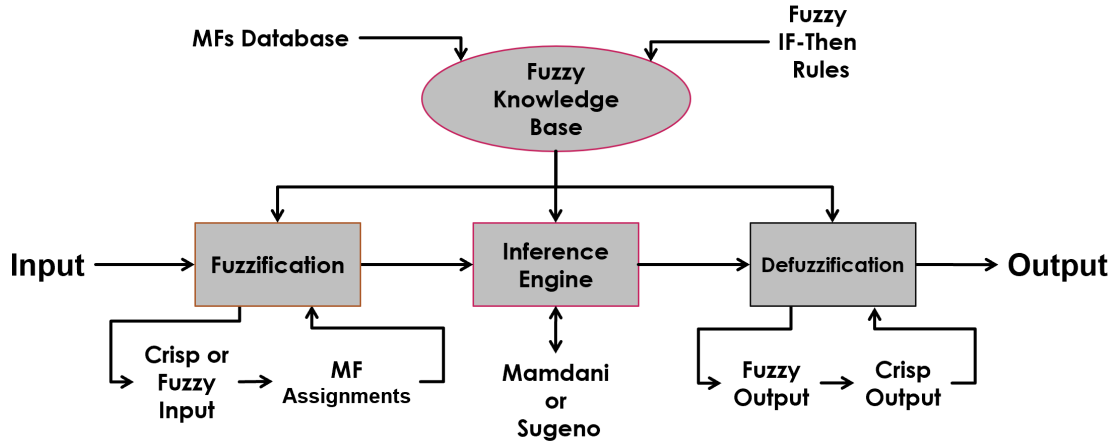 MFs Database
Fuzzy
IF-Then
Rules
Fuzzy
Knowledge
Base
Input
Fuzzification
Inference
Engine
Defuzzification
Output
Crisp or
Fuzzy
Input
MF
Assignments
Mamdani
or
Sugeno
Fuzzy
Output
Crisp
Output